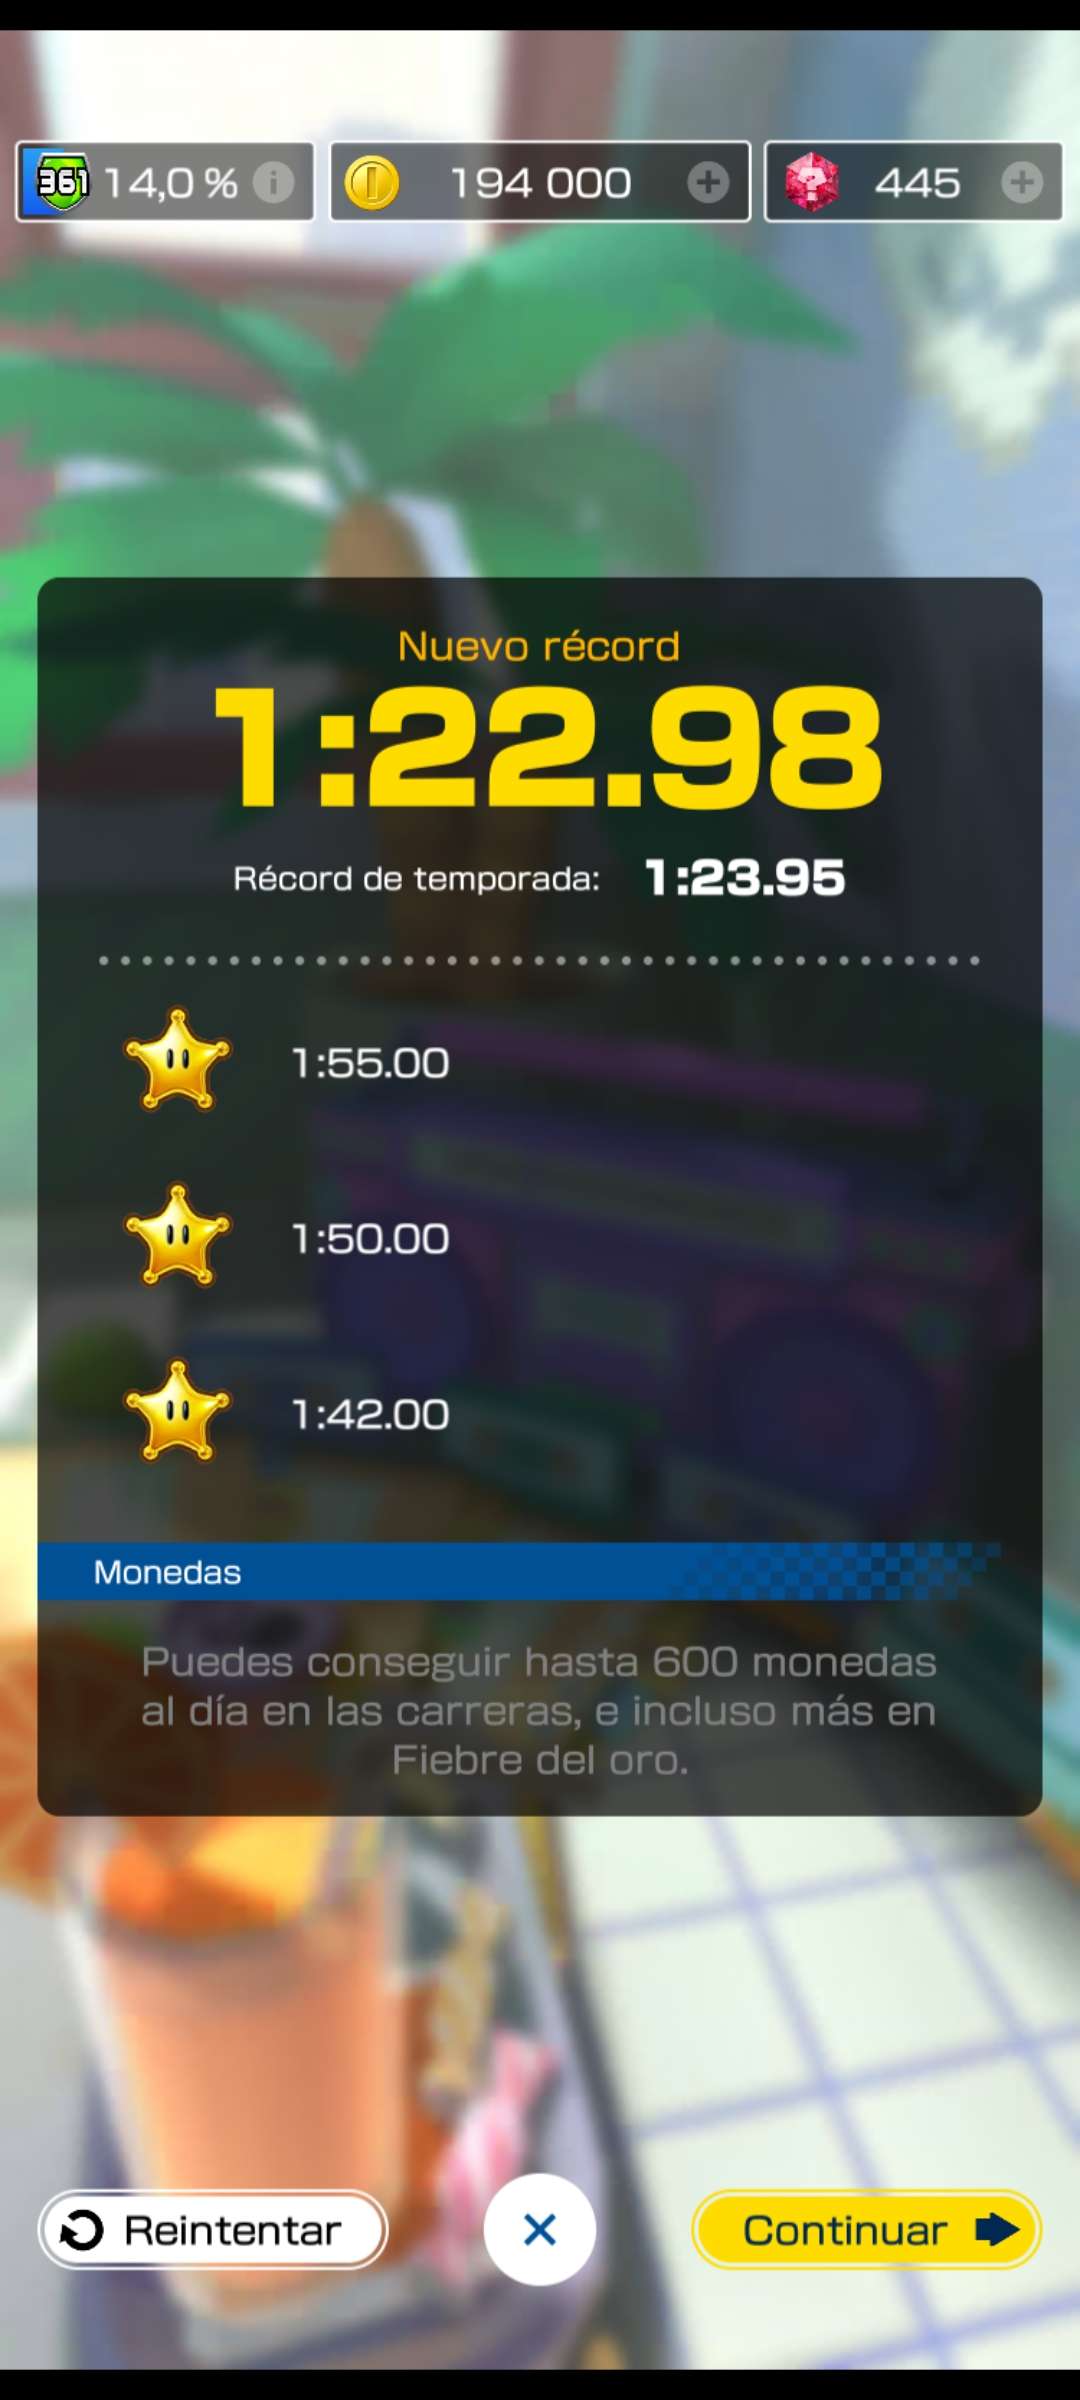 361 14,0 % i 194 000 + 445 +
Nuevo récord
1:22.98
Récord de temporada: 1:23.95
1:55.00
1:50.00
1:42.00
Monedas
Puedes conseguir hasta 600 monedas
al día en las carreras, e incluso más en
Fiebre del oro.
Reintentar × Continuar